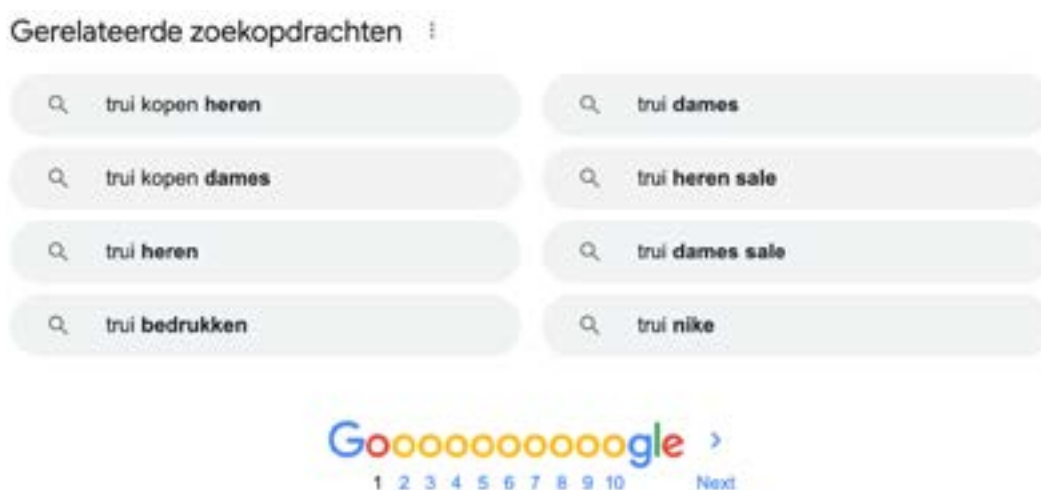 Gerelateerde zoekopdrachten
trui kopen heren
trui dames
trui kopen dames
trui heren sale
trui heren
trui dames sale
trui bedrukken
trui nike
Goooooooooogle >
1 2 3 4 5 6 7 8 9 10 Next